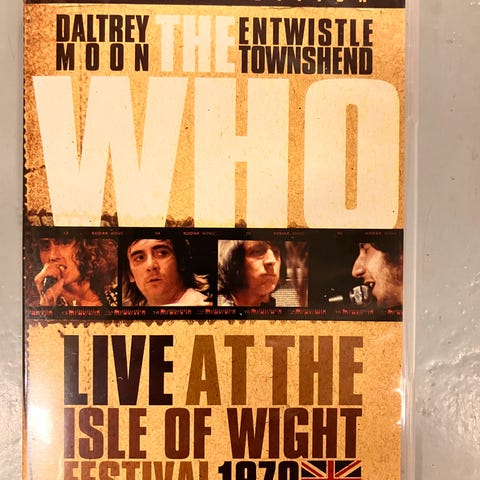 DALTREY THE ENTWISTLE
MOON TOWNSHEND
WHO
LIVE AT THE
ISLE OF WIGHT
FESTIVAL 1970